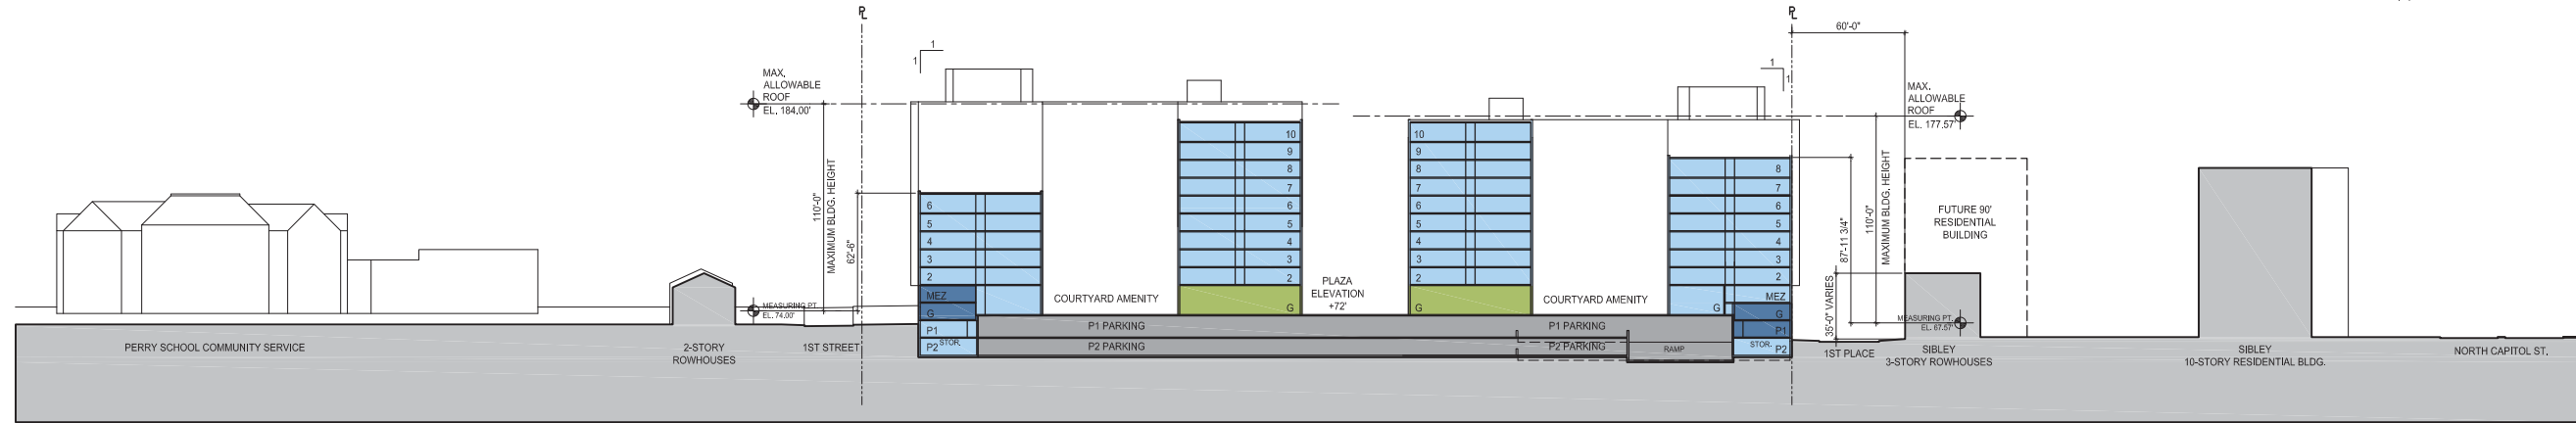 PL
PL
60'-0"
1
1
1
1
MAX.
ALLOWABLE
ROOF
EL. 184.00'
MAX.
ALLOWABLE
ROOF
EL. 177.57'
110'-0"
MAXIMUM BLDG. HEIGHT
62'-6"
6
5
4
3
2
MEZ
G
P1
P2
STOR.
COURTYARD AMENITY
10
9
8
7
6
5
4
3
2
G
PLAZA
ELEVATION
+72'
10
9
8
7
6
5
4
3
2
G
COURTYARD AMENITY
8
7
6
5
4
3
2
MEZ
G
P1
P2
STOR.
P1 PARKING
P1 PARKING
P2 PARKING
P2 PARKING
RAMP
87'-11 3/4"
110'-0"
MAXIMUM BLDG. HEIGHT
35'-0" VARIES
FUTURE 90'
RESIDENTIAL
BUILDING
MEASURING PT.
EL. 74.00'
MEASURING PT.
EL. 67.57'
PERRY SCHOOL COMMUNITY SERVICE
2-STORY
ROWHOUSES
1ST STREET
1ST PLACE
SIBLEY
3-STORY ROWHOUSES
SIBLEY
10-STORY RESIDENTIAL BLDG.
NORTH CAPITOL ST.